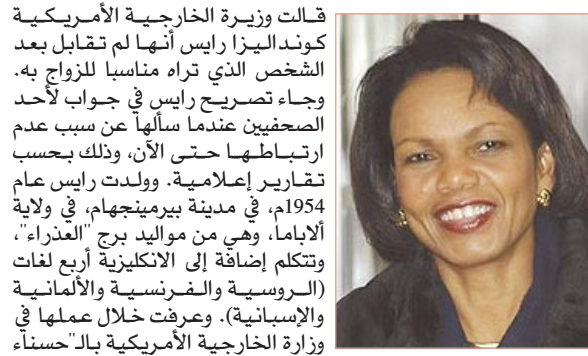 قالت وزيرة الخارجية الأمريكية
كونداليزا رايس أنها لم تقابل بعد
الشخص الذي تراه مناسبا للزواج به.
وجاء تصريح رايس في جواب لأحد
الصحفيين عندما سألها عن سبب عدم
ارتباطها حتى الآن، وذلك بحسب
تقارير إعلامية. وولدت رايس عام
1954م، في مدينة بيرمينجهام، في ولاية
ألاباما، وهي من مواليد برج "العذراء"،
وتتكلم إضافة إلى الانكليزية أربع لغات
(الروسية والفرنسية والألمانية
والإسبانية). وعرفت خلال عملها في
وزارة الخارجية الأمريكية بالـ"حسناء